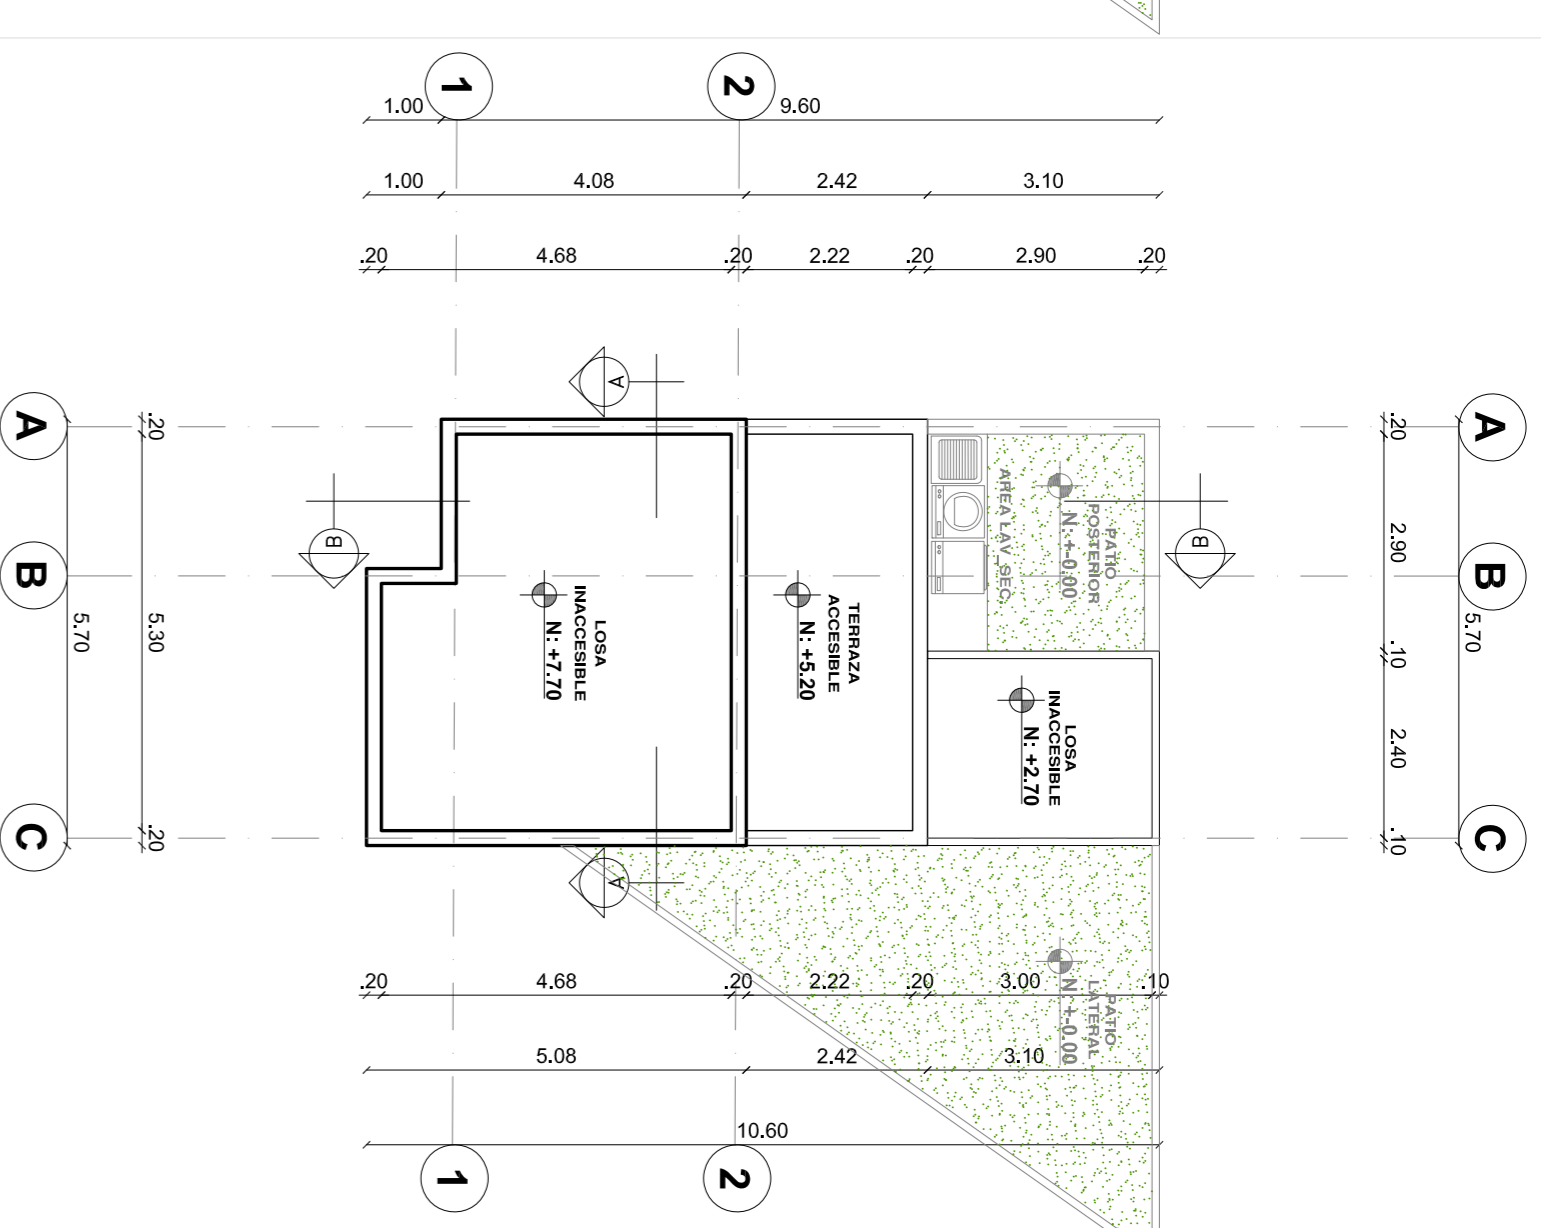 1
2
1.00
9.60
1.00
4.08
2.42
3.10
.20
4.68
.20
2.22
.20
2.90
.20
A
A
A
.20
.20
B
B
5.70
5.30
.20
C
B
B
2.90
.10
5.70
2.40
.10
C
LOSA
INACCESIBLE
N: +7.70
TERRAZA
ACCESIBLE
N: +5.20
AREA LAV_SEC
PATIO
POSTERIOR
N: +-0.00
LOSA
INACCESIBLE
N: +2.70
A
PATIO
LATERAL
N: +-0.00
.20
4.68
.20
2.22
.20
3.00
.10
5.08
2.42
3.10
10.60
1
2